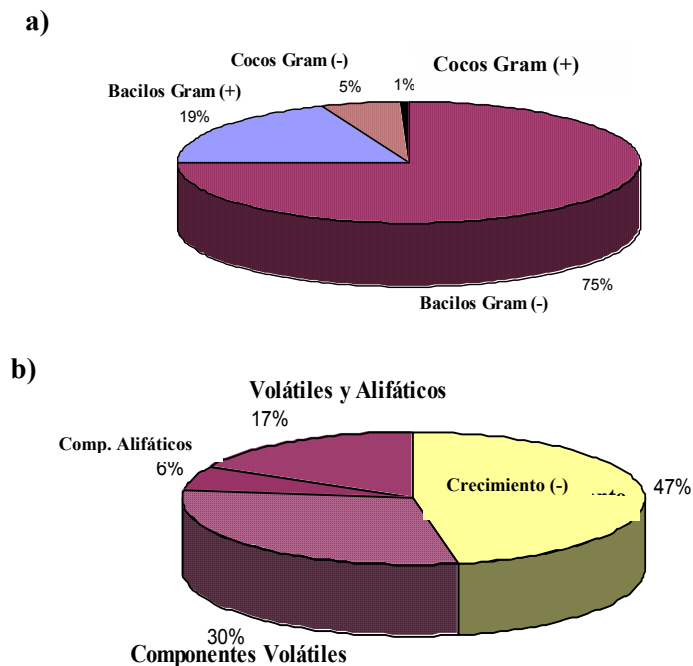 a)
Cocos Gram (-)
Cocos Gram (+)
5%
1%
Bacilos Gram (+)
19%
75%
Bacilos Gram (-)
b)
Volátiles y Alifáticos
17%
Comp. Alifáticos
6%
Crecimiento (-)
47%
30%
Componentes Volátiles